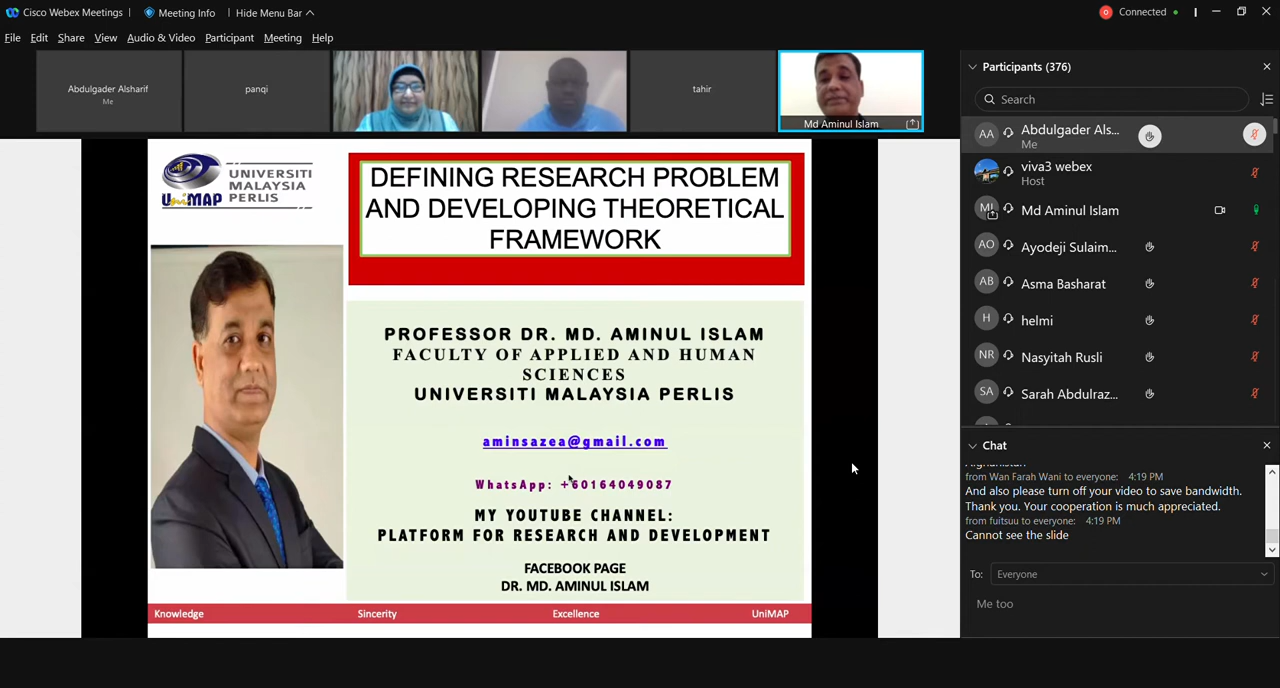 Cisco Webex Meetings
Meeting Info
Hide Menu Bar
Connected
File Edit Share View Audio & Video Participant Meeting Help
Abdulgader Alsharif
Me
panqi
tahir
Md Aminul Islam
UniMAP
UNIVERSITI
MALAYSIA
PERLIS
DEFINING RESEARCH PROBLEM
AND DEVELOPING THEORETICAL
FRAMEWORK
PROFESSOR DR. MD. AMINUL ISLAM
FACULTY OF APPLIED AND HUMAN
SCIENCES
UNIVERSITI MALAYSIA PERLIS
aminsazea@gmail.com
WhatsApp: +60164049087
MY YOUTUBE CHANNEL:
PLATFORM FOR RESEARCH AND DEVELOPMENT
FACEBOOK PAGE
DR. MD. AMINUL ISLAM
Knowledge Sincerity Excellence UniMAP
Participants (376)
Search
AA Abdulgader Als...
Me
viva3 webex
Host
MI Md Aminul Islam
AO Ayodeji Sulaim...
AB Asma Basharat
H helmi
NR Nasyitah Rusli
SA Sarah Abdulraz...
Chat
Afghanistan
from Wan Farah Wani to everyone: 4:19 PM
And also please turn off your video to save bandwidth.
Thank you. Your cooperation is much appreciated.
from fuitsuu to everyone: 4:19 PM
Cannot see the slide
To: Everyone
Me too